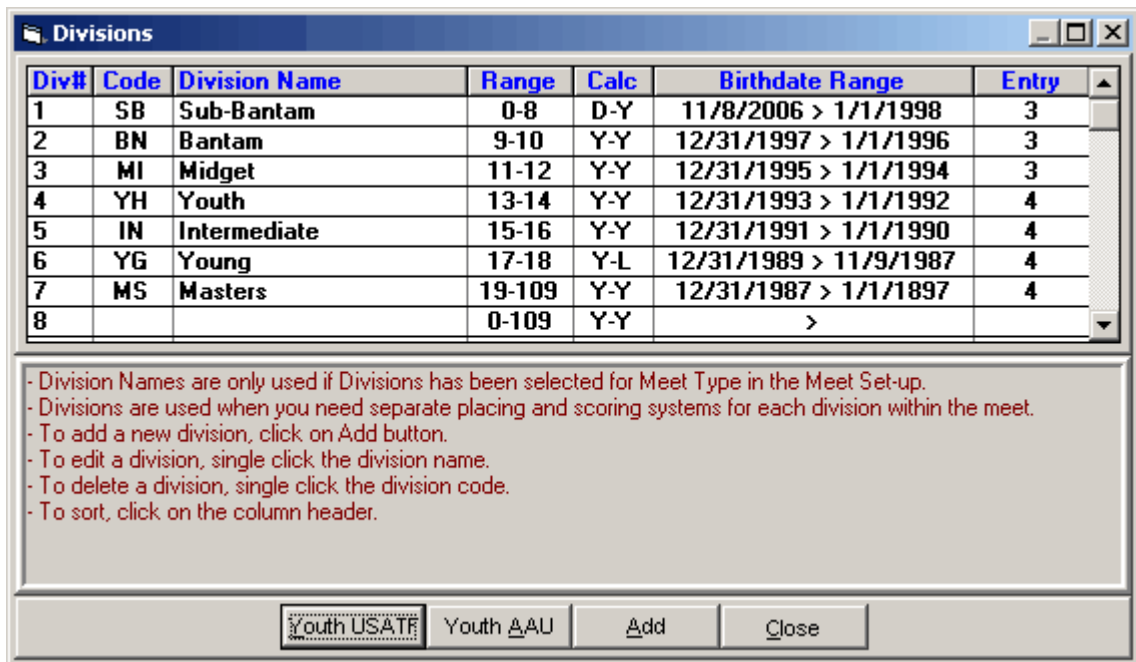 Divisions
Div# Code Division Name Range Calc Birthdate Range Entry
1 SB Sub-Bantam 0-8 D-Y 11/8/2006 > 1/1/1998 3
2 BN Bantam 9-10 Y-Y 12/31/1997 > 1/1/1996 3
3 MI Midget 11-12 Y-Y 12/31/1995 > 1/1/1994 3
4 YH Youth 13-14 Y-Y 12/31/1993 > 1/1/1992 4
5 IN Intermediate 15-16 Y-Y 12/31/1991 > 1/1/1990 4
6 YG Young 17-18 Y-L 12/31/1989 > 11/9/1987 4
7 MS Masters 19-109 Y-Y 12/31/1987 > 1/1/1897 4
8 0-109 Y-Y >
- Division Names are only used if Divisions has been selected for Meet Type in the Meet Set-up.
- Divisions are used when you need separate placing and scoring systems for each division within the meet.
- To add a new division, click on Add button.
- To edit a division, single click the division name.
- To delete a division, single click the division code.
- To sort, click on the column header.
Youth USATF Youth AAU Add Close